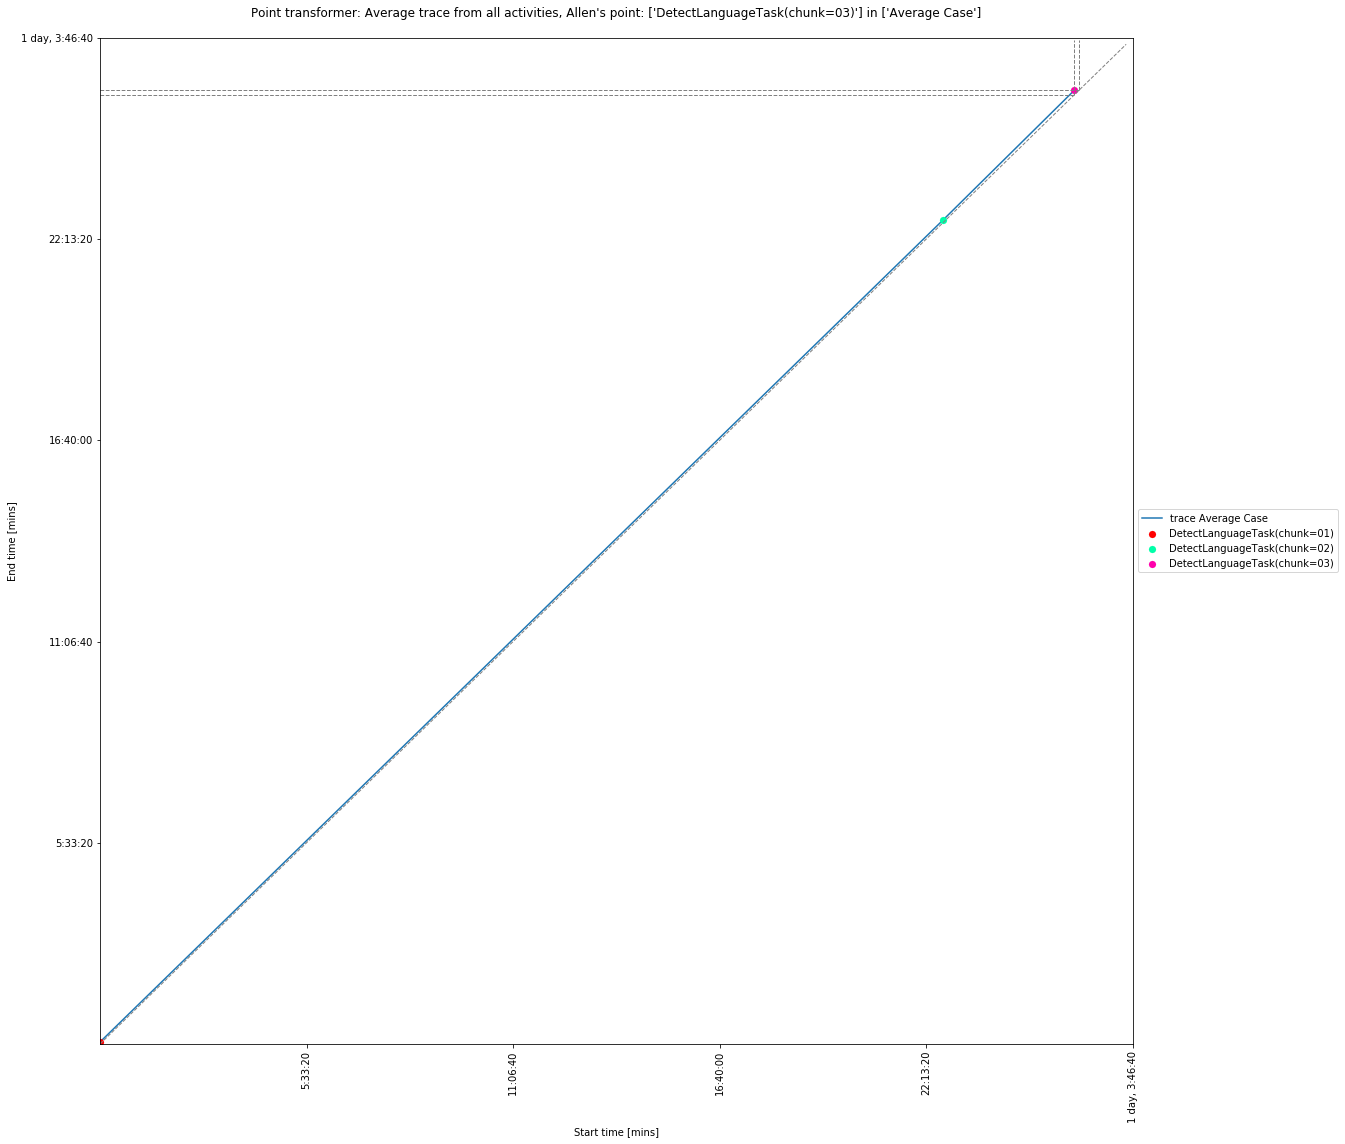 Point transformer: Average trace from all activities, Allen's point: ['DetectLanguageTask(chunk=03)'] in ['Average Case']
1 day, 3:46:40
22:13:20
16:40:00
11:06:40
5:33:20
End time [mins]
trace Average Case
DetectLanguageTask(chunk=01)
DetectLanguageTask(chunk=02)
DetectLanguageTask(chunk=03)
5:33:20
11:06:40
16:40:00
22:13:20
1 day, 3:46:40
Start time [mins]